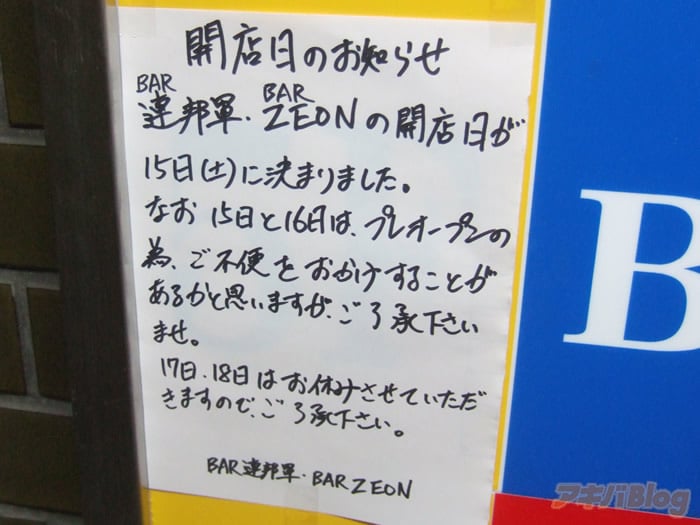 開店日のお知らせ
BAR BAR
連邦軍・ZEONの開店日が
15日(土)に決まりました。
なお 15日と16日は、プレオープンの
為、ご不便をおかけすることが
あるかと思いますが、ご了承下さい
ませ。
17日、18日はお休みさせていただ
きますので、ご了承下さい。
BAR連邦軍・BAR ZEON
B
アキバBlog